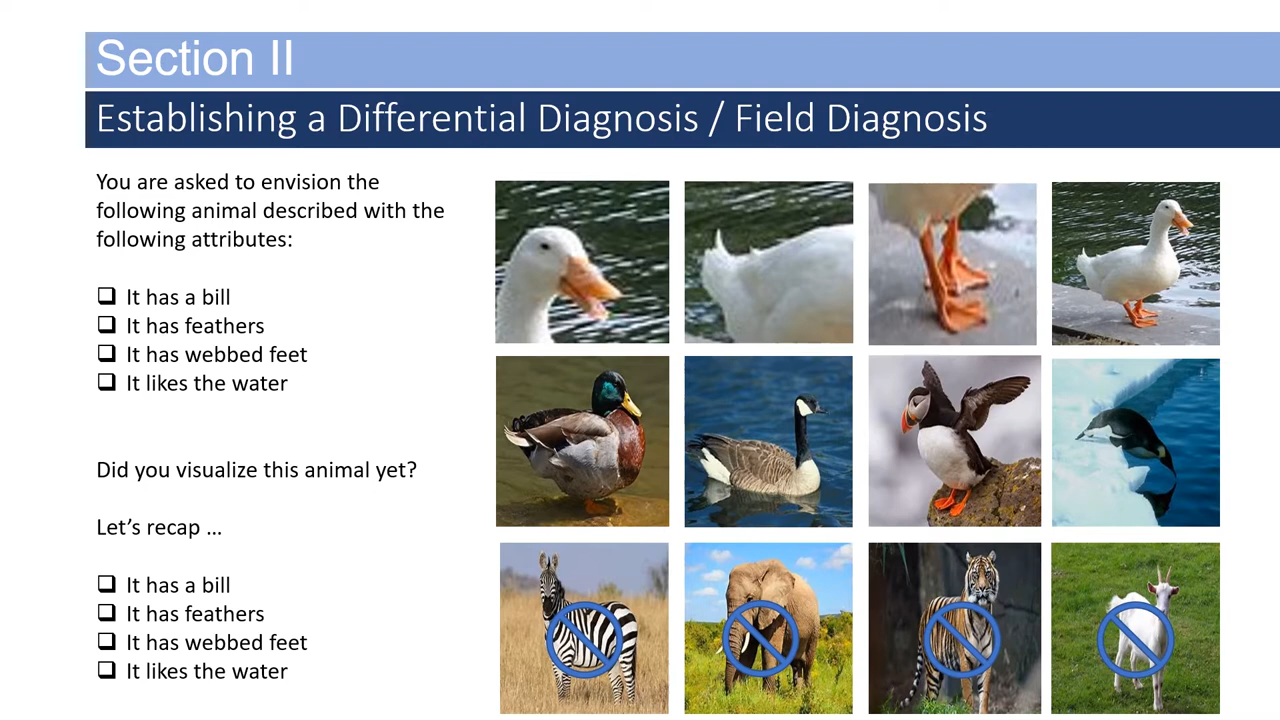 Section II
Establishing a Differential Diagnosis / Field Diagnosis
You are asked to envision the
following animal described with the
following attributes:
❑ It has a bill
❑ It has feathers
❑ It has webbed feet
❑ It likes the water
Did you visualize this animal yet?
Let’s recap …
❑ It has a bill
❑ It has feathers
❑ It has webbed feet
❑ It likes the water